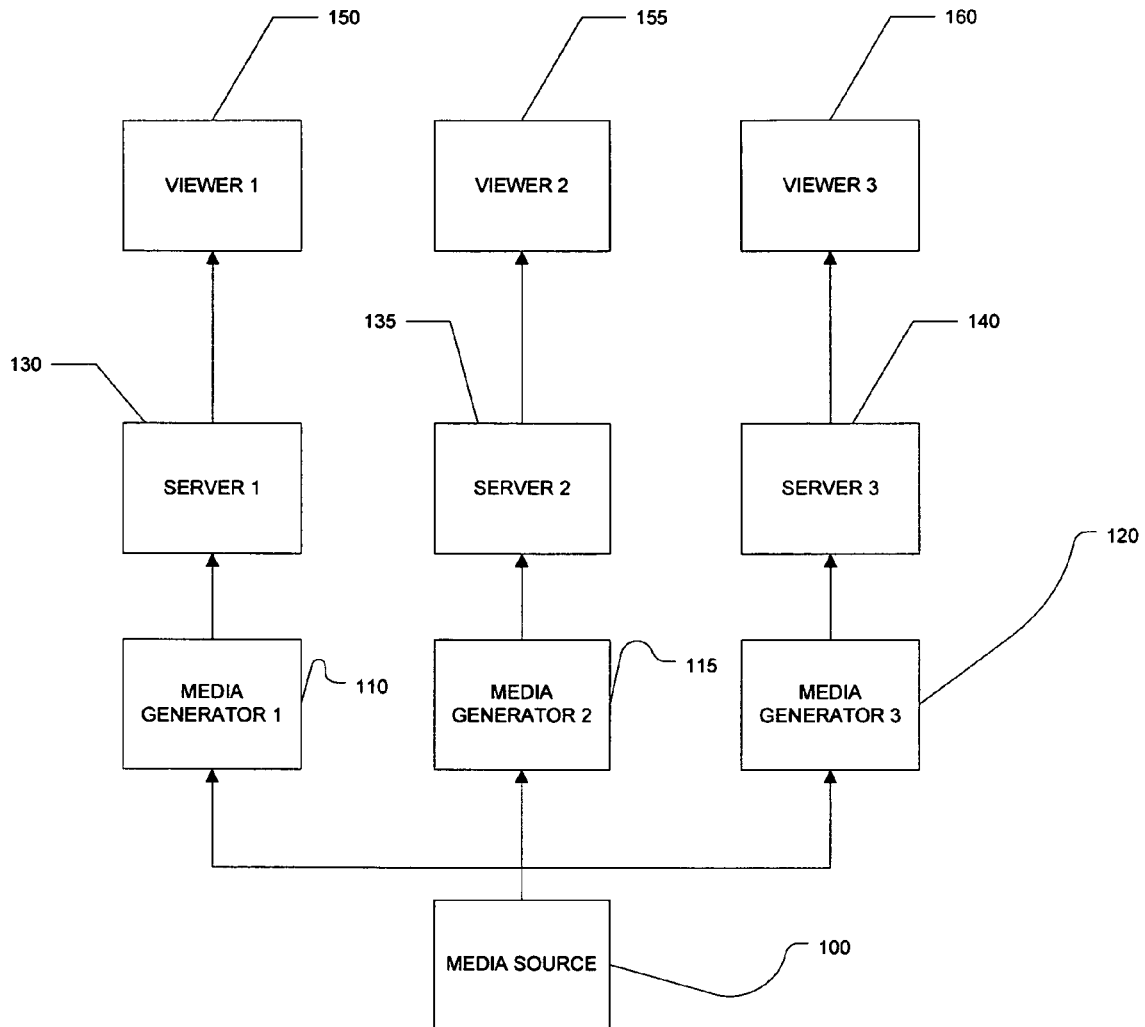 150
155
160
VIEWER 1
VIEWER 2
VIEWER 3
130
135
140
SERVER 1
SERVER 2
SERVER 3
120
MEDIA
GENERATOR 1
110
MEDIA
GENERATOR 2
115
MEDIA
GENERATOR 3
MEDIA SOURCE
100